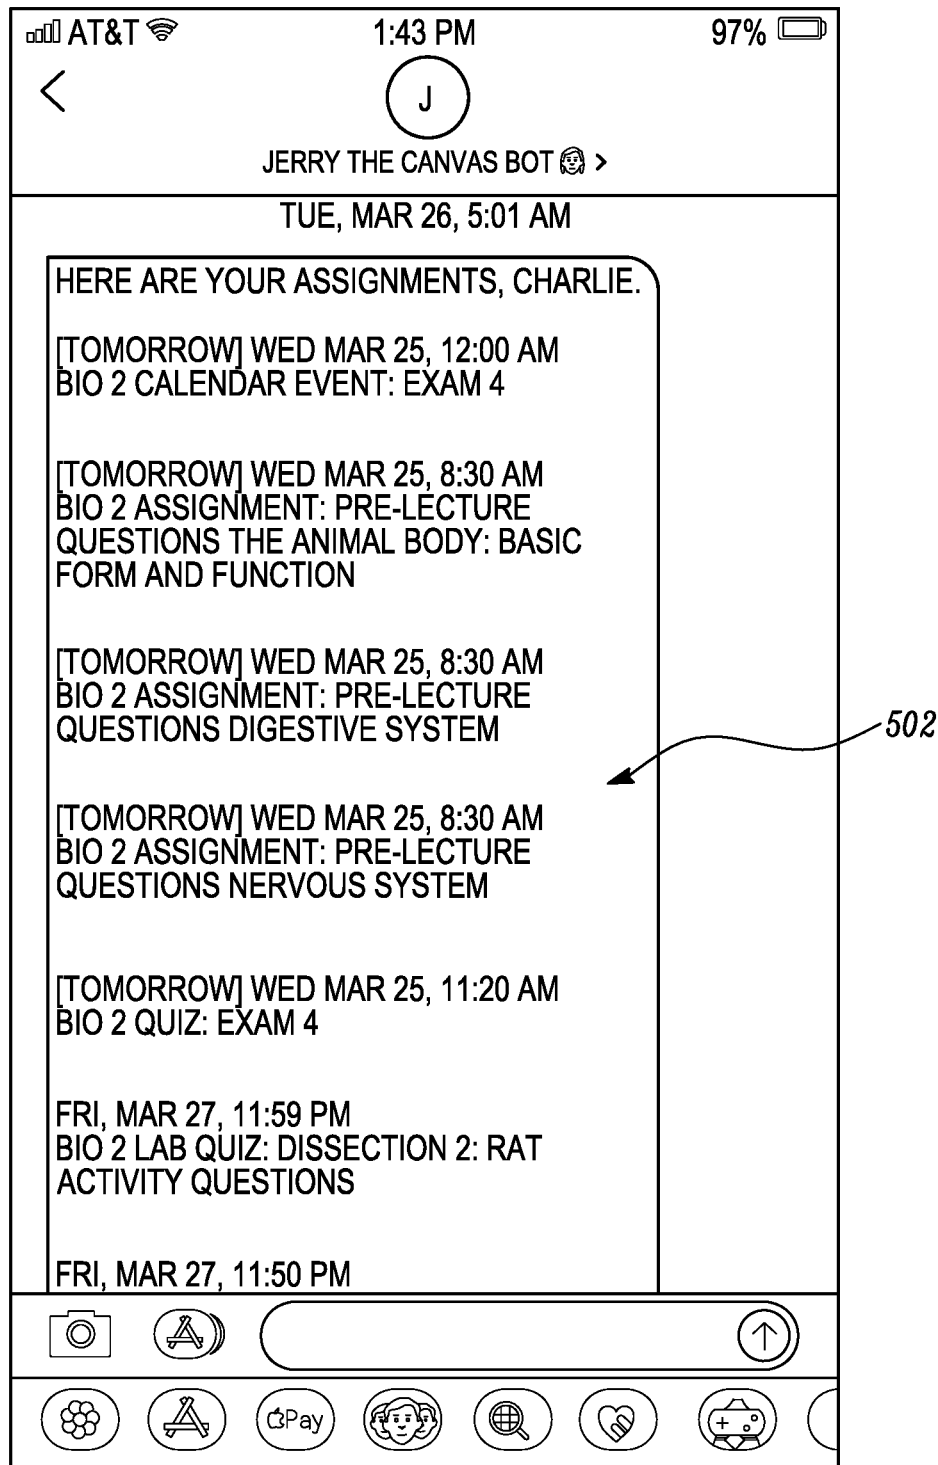 AT&T 1:43 PM 97%
J
JERRY THE CANVAS BOT >
TUE, MAR 26, 5:01 AM
HERE ARE YOUR ASSIGNMENTS, CHARLIE.
[TOMORROW] WED MAR 25, 12:00 AM
BIO 2 CALENDAR EVENT: EXAM 4
[TOMORROW] WED MAR 25, 8:30 AM
BIO 2 ASSIGNMENT: PRE-LECTURE
QUESTIONS THE ANIMAL BODY: BASIC
FORM AND FUNCTION
[TOMORROW] WED MAR 25, 8:30 AM
BIO 2 ASSIGNMENT: PRE-LECTURE
QUESTIONS DIGESTIVE SYSTEM
502
[TOMORROW] WED MAR 25, 8:30 AM
BIO 2 ASSIGNMENT: PRE-LECTURE
QUESTIONS NERVOUS SYSTEM
[TOMORROW] WED MAR 25, 11:20 AM
BIO 2 QUIZ: EXAM 4
FRI, MAR 27, 11:59 PM
BIO 2 LAB QUIZ: DISSECTION 2: RAT
ACTIVITY QUESTIONS
FRI, MAR 27, 11:50 PM
Pay